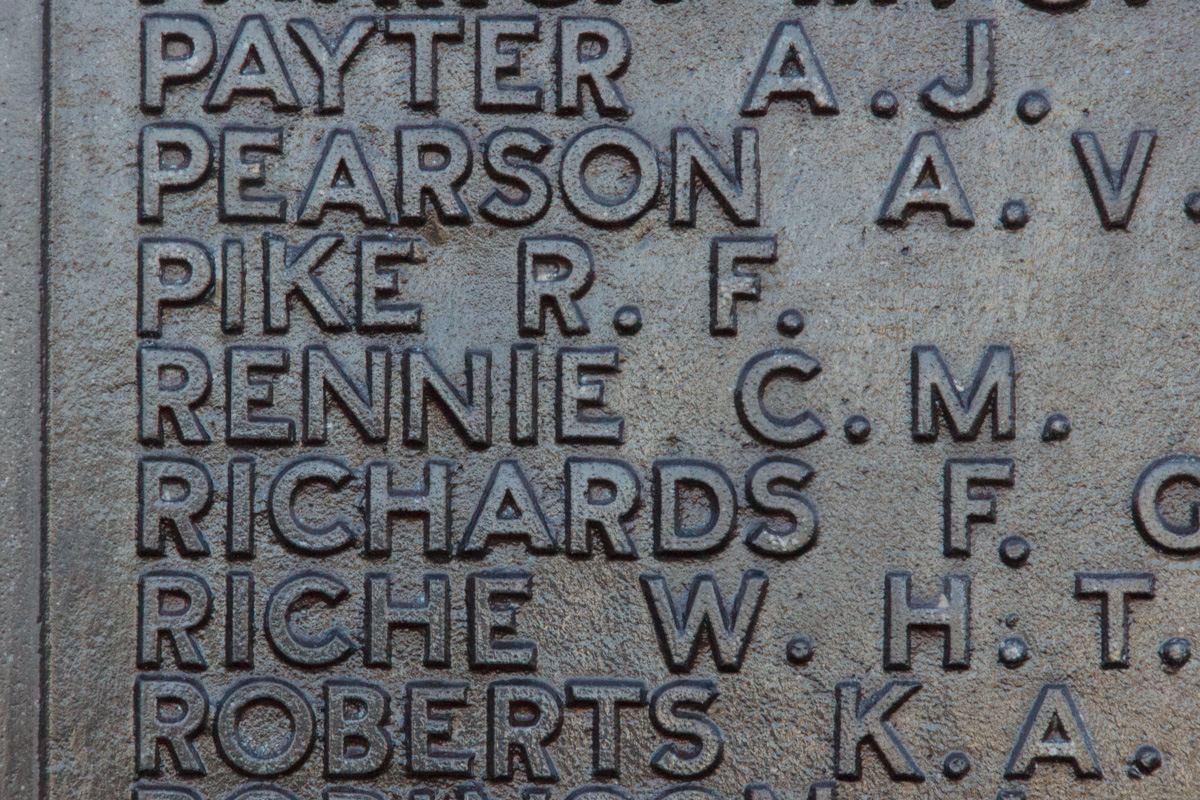 PAYTER A.J.
PEARSON A.V.
PIKE R.F.
RENNIE C.M.
RICHARDS F.G
RICHE W.H.T.
ROBERTS K.A.